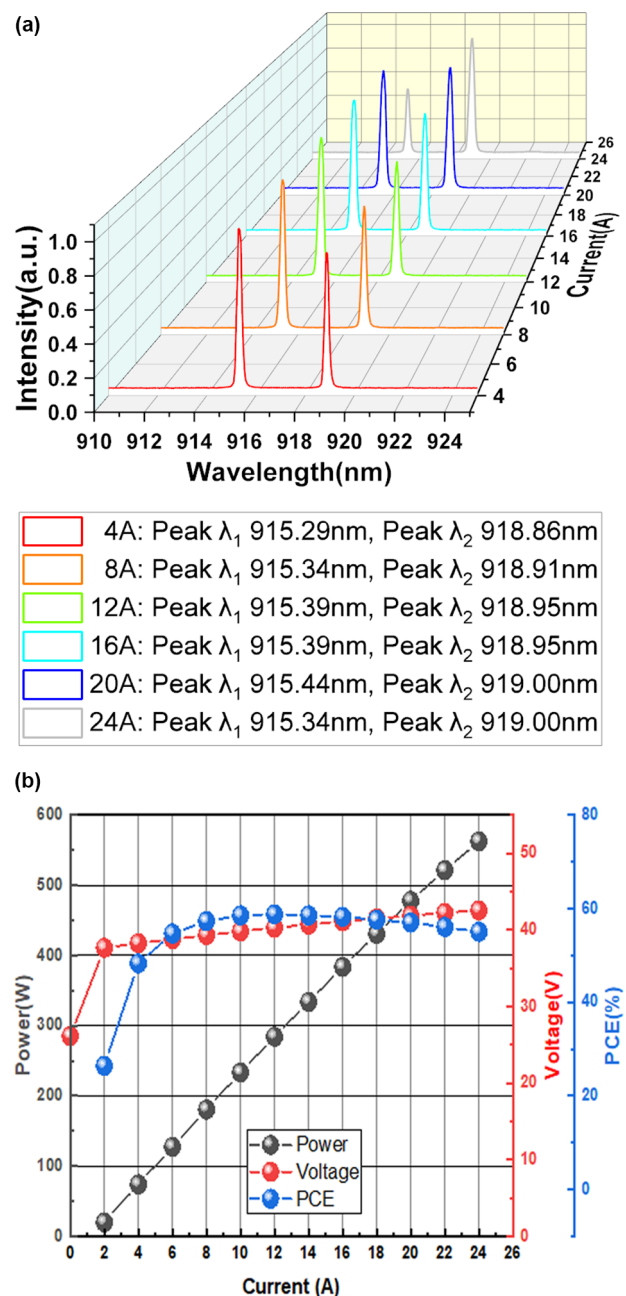 (a)
1.0
0.8
0.6
0.4
0.2
0.0
Intensity(a.u.)
910 912 914 916 918 920 922 924
Wavelength(nm)
26
24
22
20
18
16
14
12
10
8
6
4
Current(A)
4A: Peak λ₁ 915.29nm, Peak λ₂ 918.86nm
8A: Peak λ₁ 915.34nm, Peak λ₂ 918.91nm
12A: Peak λ₁ 915.39nm, Peak λ₂ 918.95nm
16A: Peak λ₁ 915.39nm, Peak λ₂ 918.95nm
20A: Peak λ₁ 915.44nm, Peak λ₂ 919.00nm
24A: Peak λ₁ 915.34nm, Peak λ₂ 919.00nm
(b)
600
500
400
300
200
100
0
Power(W)
50
40
30
20
10
0
Voltage(V)
80
60
40
20
0
PCE(%)
Power
Voltage
PCE
0 2 4 6 8 10 12 14 16 18 20 22 24 26
Current (A)